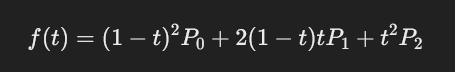 f(t) = (1 − t)²P₀ + 2(1 − t)tP₁ + t²P₂